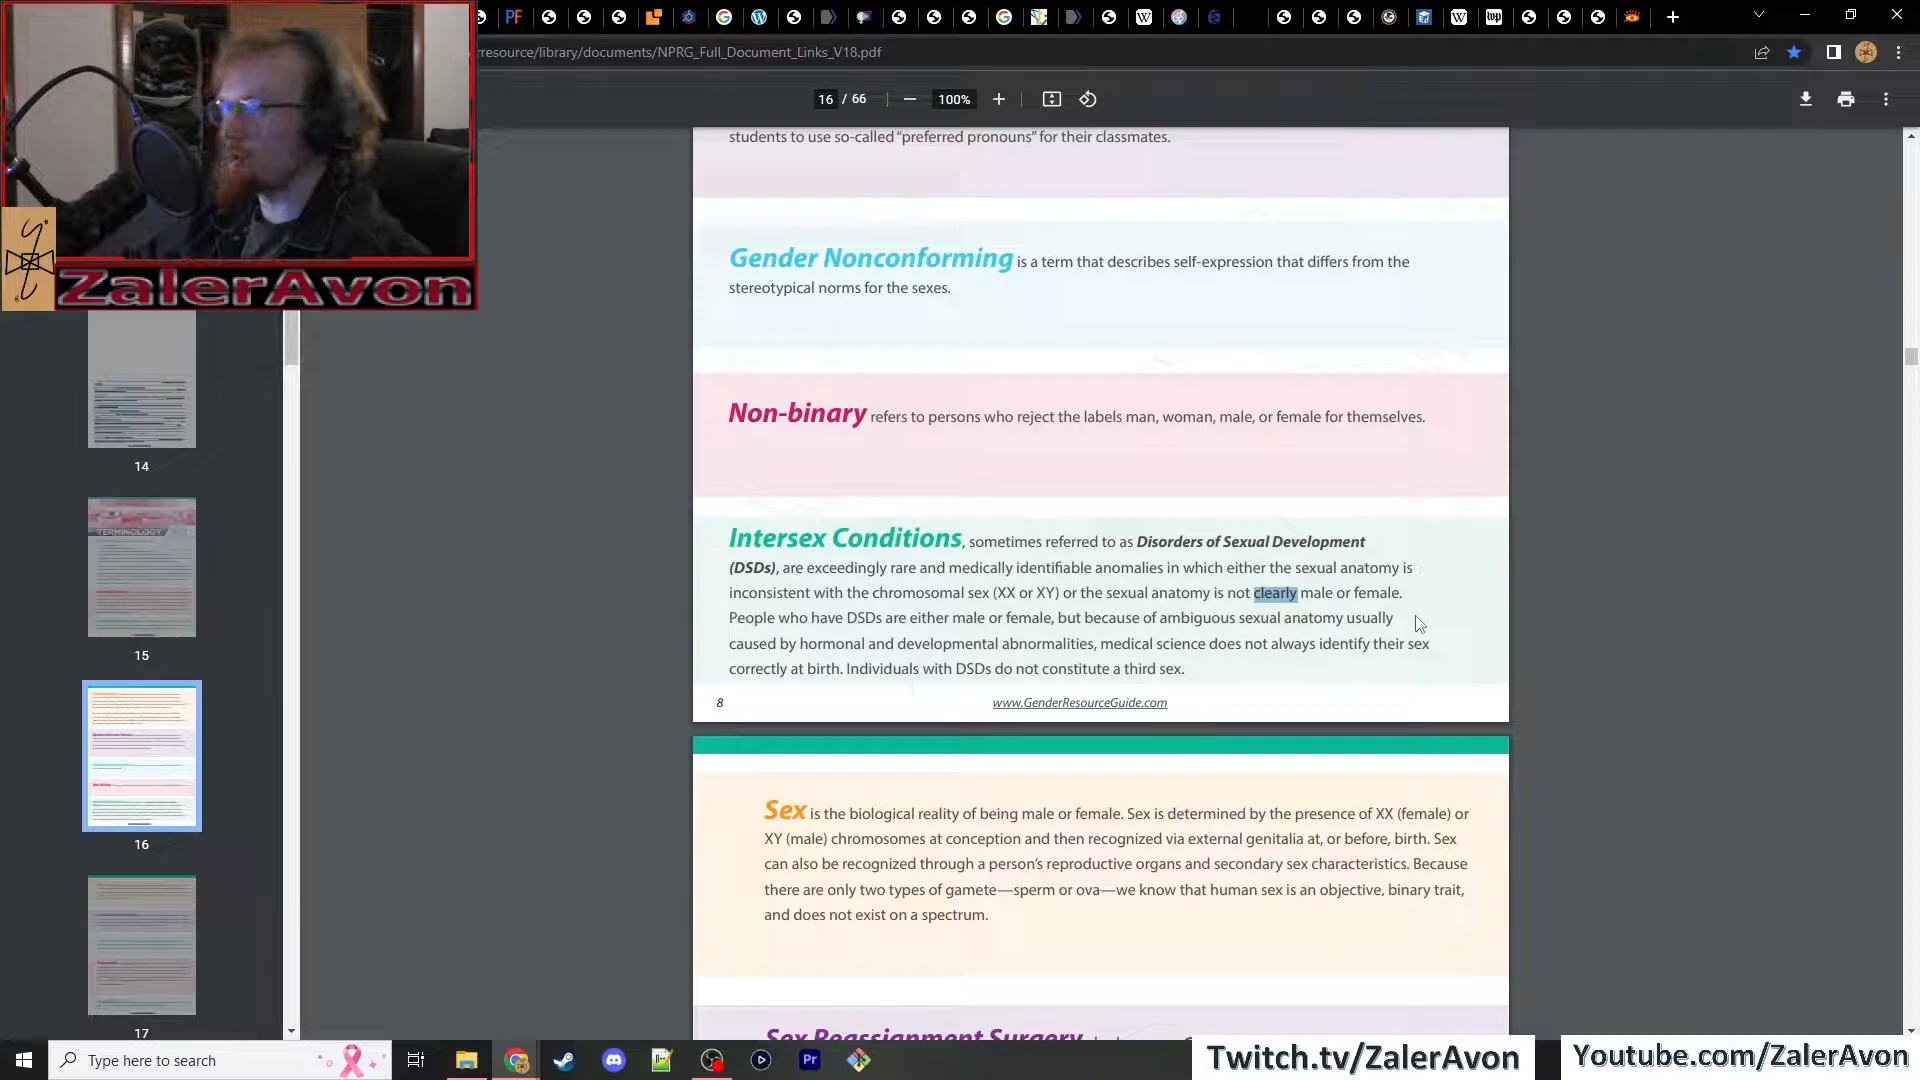 resource/library/documents/NPRG_Full_Document_Links_V18.pdf
16 / 66
100%
students to use so-called “preferred pronouns” for their classmates.
Gender Nonconforming is a term that describes self-expression that differs from the
stereotypical norms for the sexes.
Non-binary refers to persons who reject the labels man, woman, male, or female for themselves.
Intersex Conditions, sometimes referred to as Disorders of Sexual Development
(DSDs), are exceedingly rare and medically identifiable anomalies in which either the sexual anatomy is
inconsistent with the chromosomal sex (XX or XY) or the sexual anatomy is not clearly male or female.
People who have DSDs are either male or female, but because of ambiguous sexual anatomy usually
caused by hormonal and developmental abnormalities, medical science does not always identify their sex
correctly at birth. Individuals with DSDs do not constitute a third sex.
8
www.GenderResourceGuide.com
Sex is the biological reality of being male or female. Sex is determined by the presence of XX (female) or
XY (male) chromosomes at conception and then recognized via external genitalia at, or before, birth. Sex
can also be recognized through a person’s reproductive organs and secondary sex characteristics. Because
there are only two types of gamete—sperm or ova—we know that human sex is an objective, binary trait,
and does not exist on a spectrum.
Sex Reassignment Surgery
ZalerAvon
14
TERMINOLOGY
15
16
17
Type here to search
Twitch.tv/ZalerAvon
Youtube.com/ZalerAvon